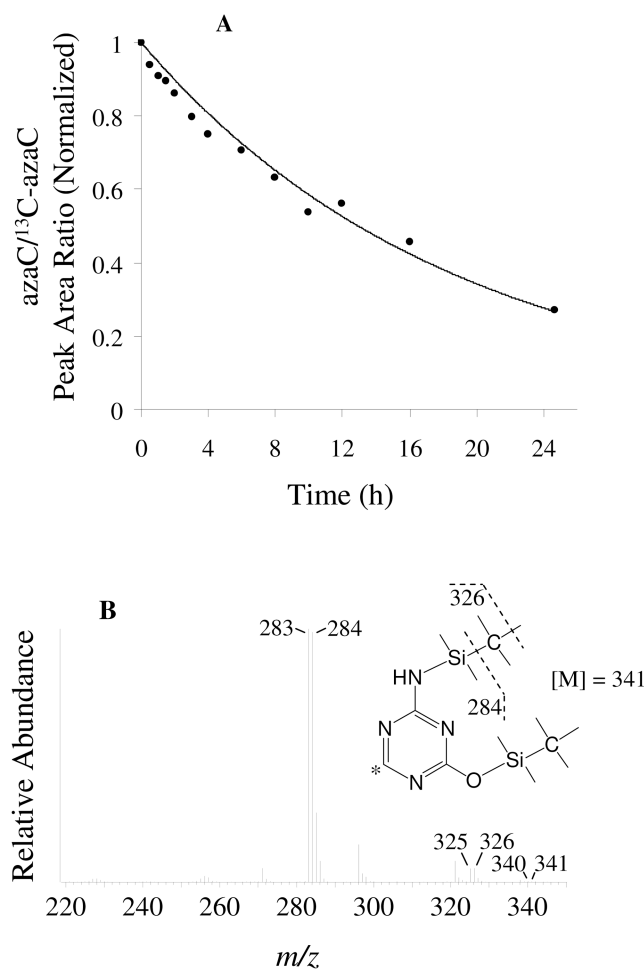 A
azaC/¹³C-azaC
Peak Area Ratio (Normalized)
1
0.8
0.6
0.4
0.2
0
0 4 8 12 16 20 24
Time (h)
B
Relative Abundance
283 284
326
Si C
HN
[M] = 341
284
N N
Si C
* N O
325 326
340 341
220 240 260 280 300 320 340
m/z